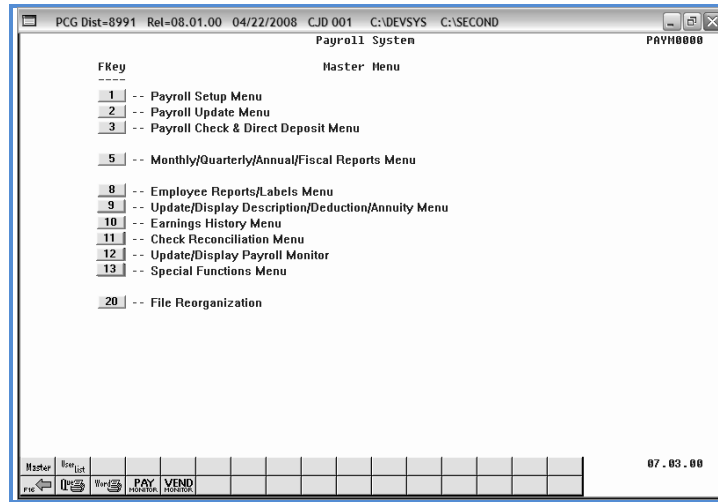 PCG Dist=8991 Rel=08.01.00 04/22/2008 CJD 001 C:\DEVSYS C:\SECOND
Payroll System PAYM0000
FKey Master Menu
----
1 -- Payroll Setup Menu
2 -- Payroll Update Menu
3 -- Payroll Check & Direct Deposit Menu
5 -- Monthly/Quarterly/Annual/Fiscal Reports Menu
8 -- Employee Reports/Labels Menu
9 -- Update/Display Description/Deduction/Annuity Menu
10 -- Earnings History Menu
11 -- Check Reconciliation Menu
12 -- Update/Display Payroll Monitor
13 -- Special Functions Menu
20 -- File Reorganization
Master User List 07.03.00
F16 Que Word PAY MONITOR VEND MONITOR